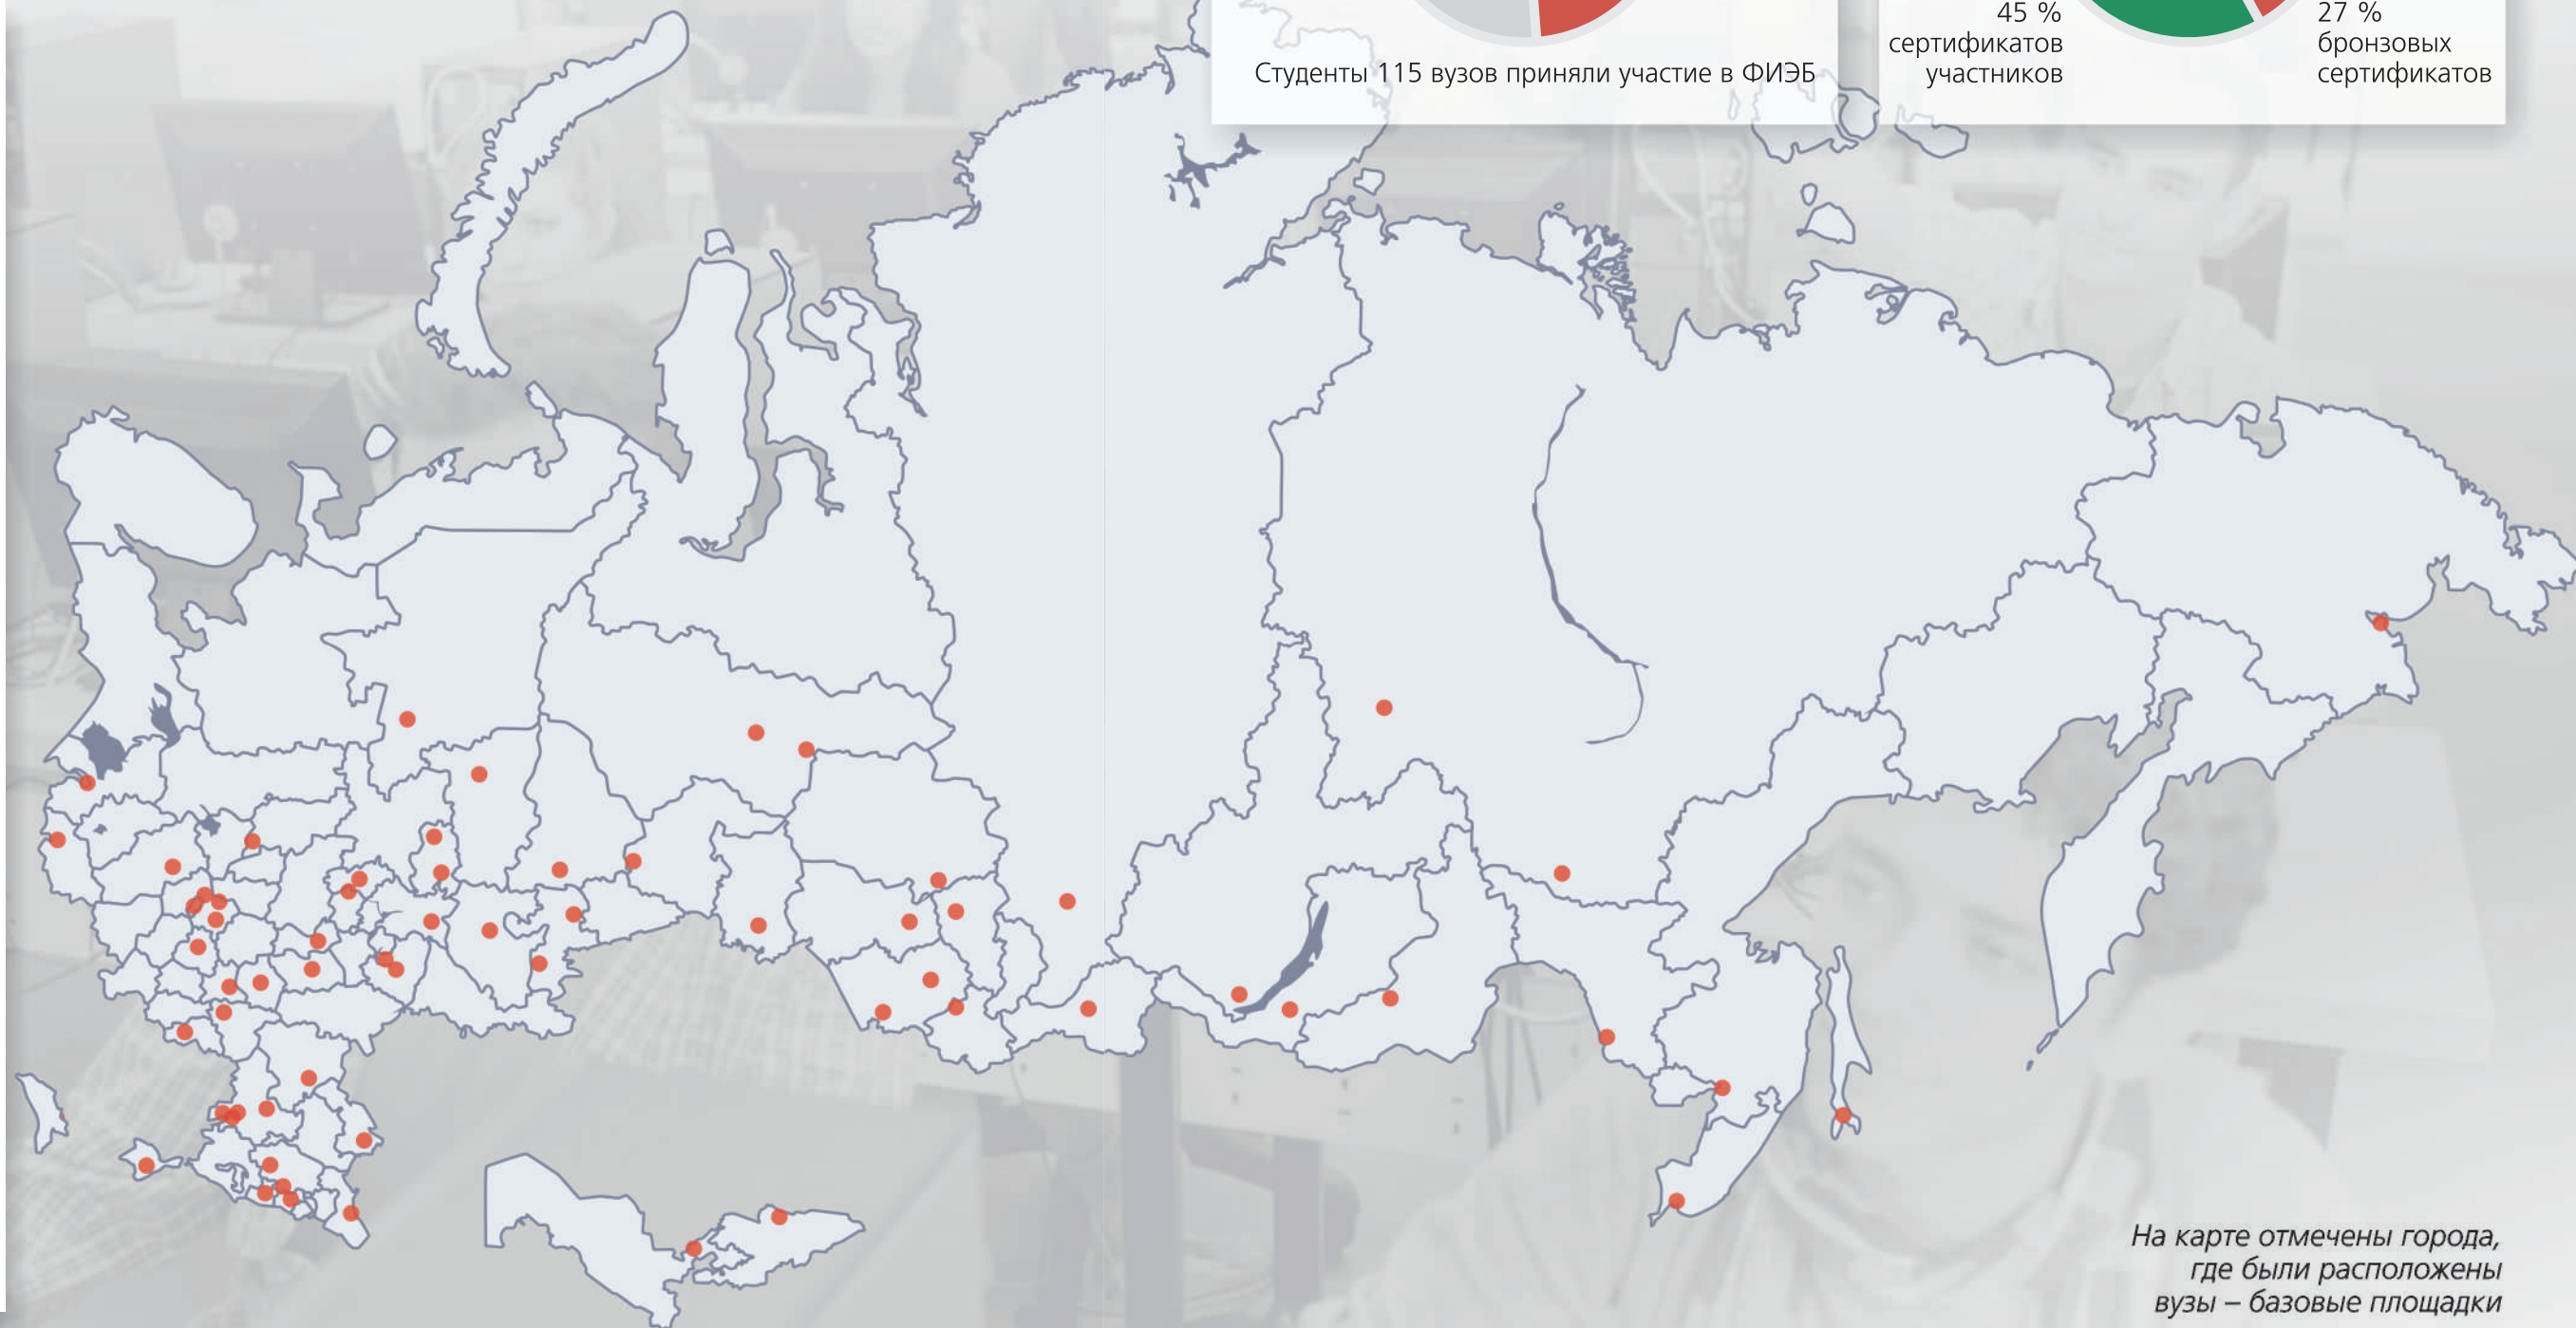 Студенты 115 вузов приняли участие в ФИЭБ
45 %
сертификатов
участников
27 %
бронзовых
сертификатов
На карте отмечены города,
где были расположены
вузы – базовые площадки